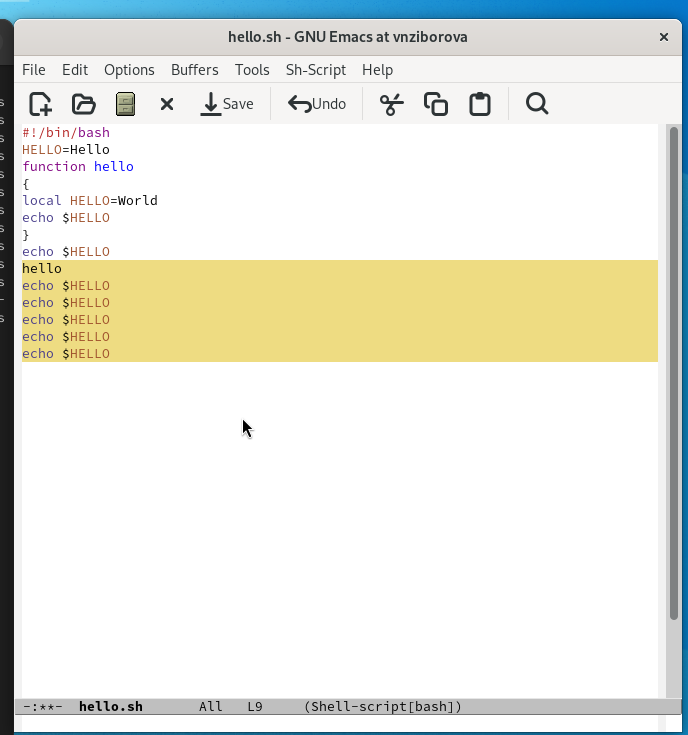 hello.sh - GNU Emacs at vnziborova
File Edit Options Buffers Tools Sh-Script Help
Save Undo
#!/bin/bash
HELLO=Hello
function hello
{
local HELLO=World
echo $HELLO
}
echo $HELLO
hello
echo $HELLO
echo $HELLO
echo $HELLO
echo $HELLO
echo $HELLO
-:**- hello.sh All L9 (Shell-script[bash])